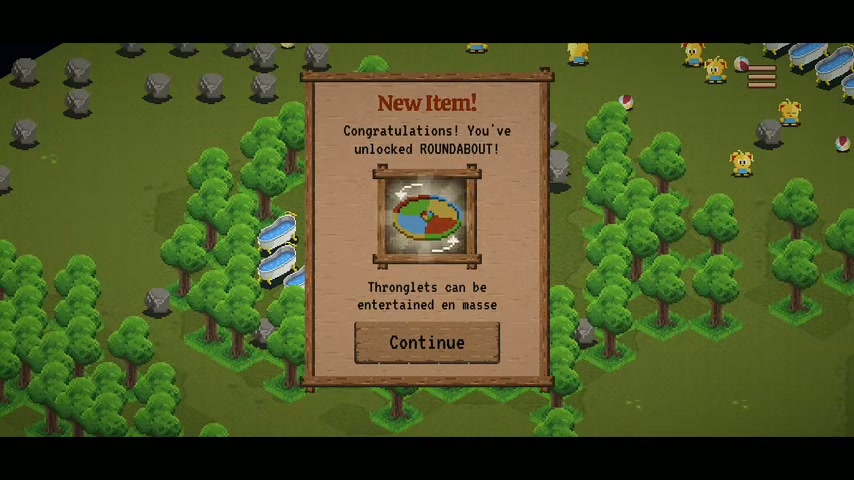 New Item!
Congratulations! You've
unlocked ROUNDABOUT!
Thronglets can be
entertained en masse
Continue